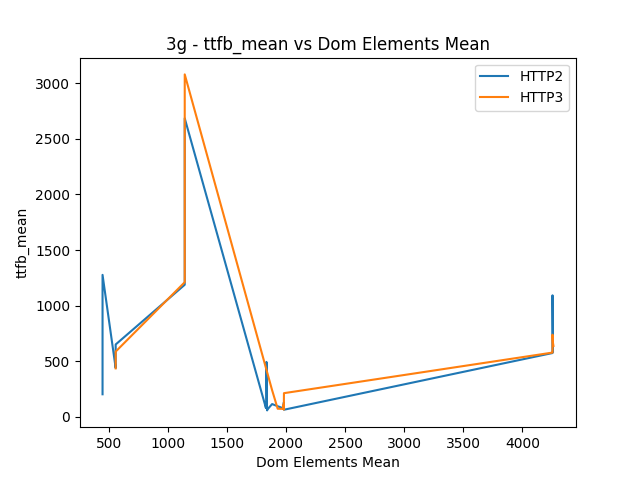 3g - ttfb_mean vs Dom Elements Mean
HTTP2
HTTP3
3000
2500
2000
1500
1000
500
0
ttfb_mean
500 1000 1500 2000 2500 3000 3500 4000
Dom Elements Mean